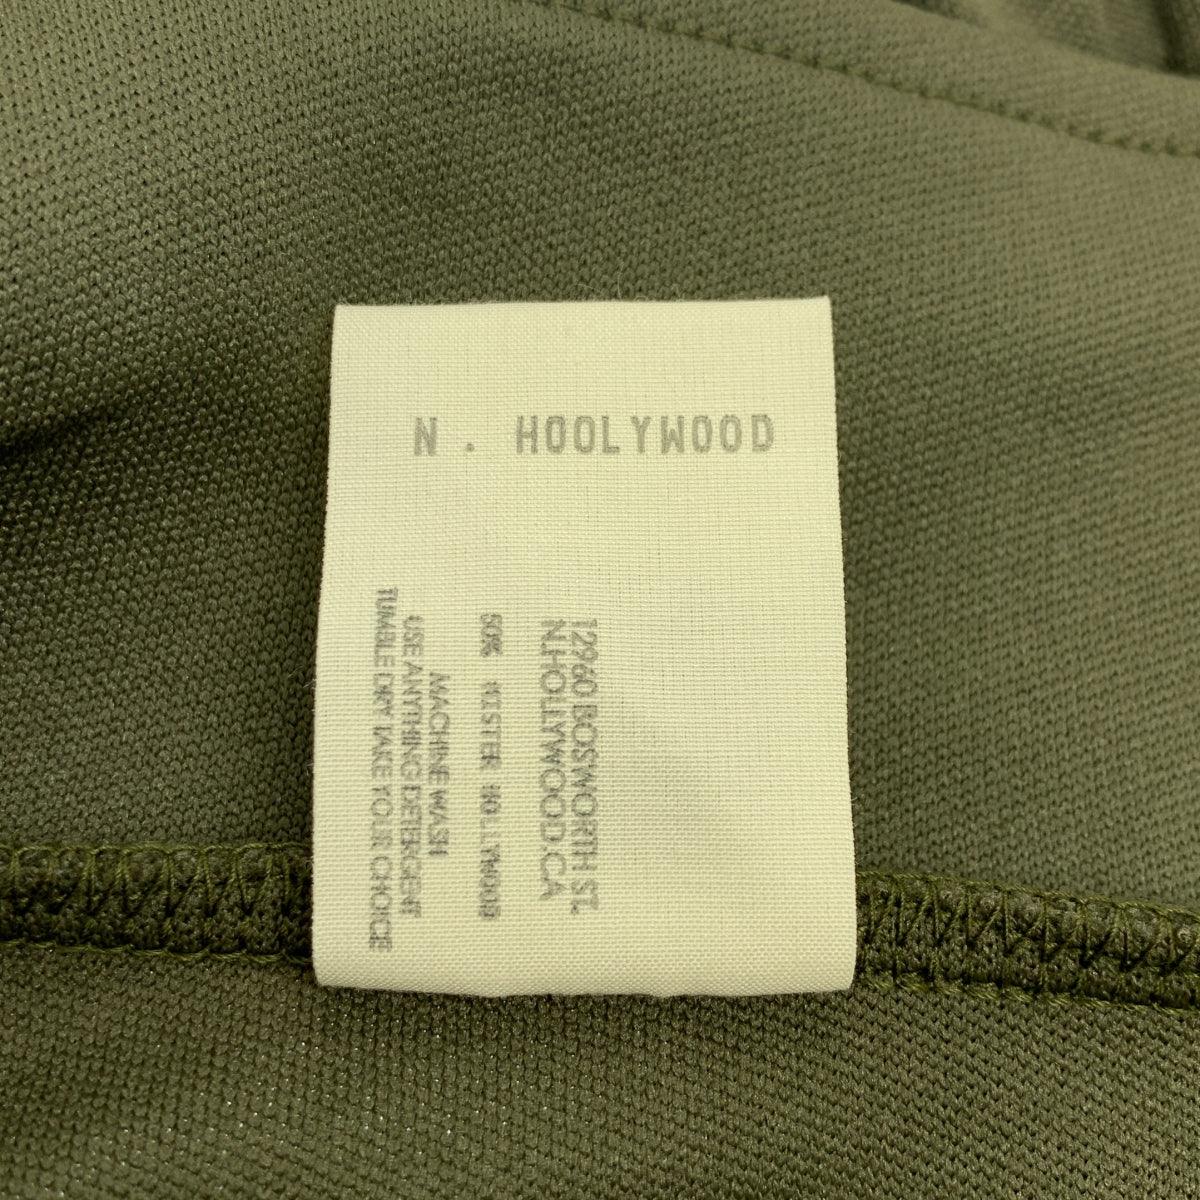 N. HOOLYWOOD
12960 BOSWORTH ST.
N.HOLLYWOOD.CA
50% MISTER HOLLYWOOD
MACHINE WASH
USE ANYTHING DETERGENT
TUMBLE DRY TAKE YOUR CHOICE